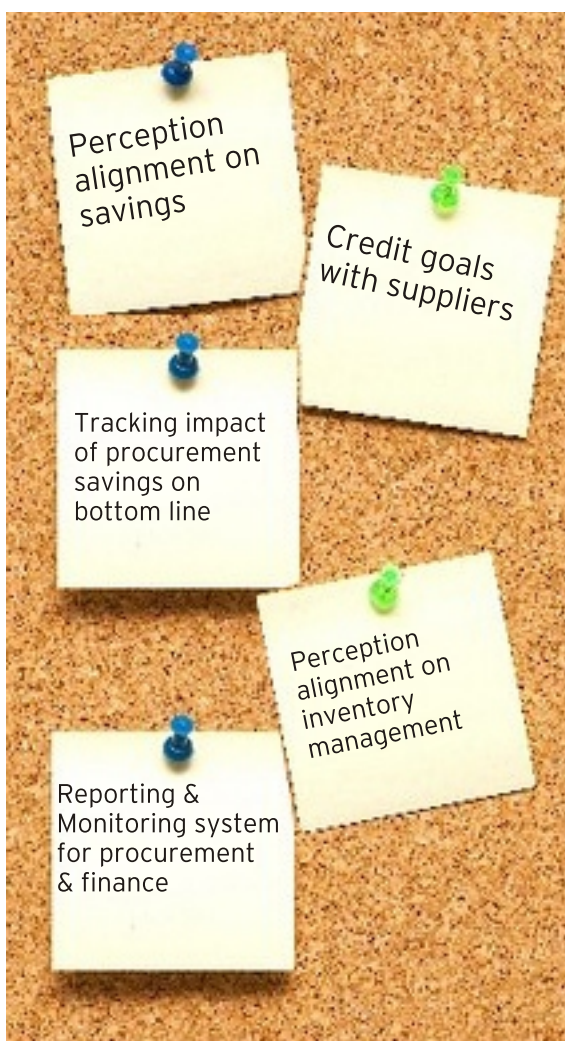 Perception
alignment on
savings
Credit goals
with suppliers
Tracking impact
of procurement
savings on
bottom line
Perception
alignment on
inventory
management
Reporting &
Monitoring system
for procurement
& finance